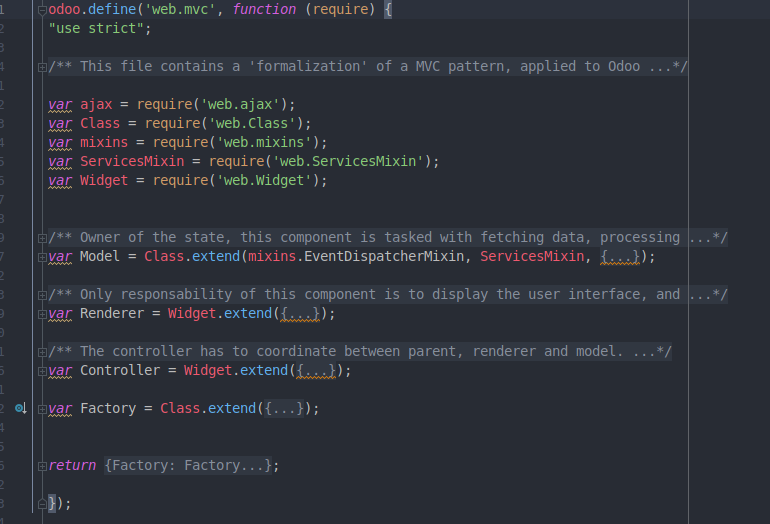 1 odoo.define('web.mvc', function (require) {
2 "use strict";
3
4 /** This file contains a 'formalization' of a MVC pattern, applied to Odoo ...*/
1
2 var ajax = require('web.ajax');
3 var Class = require('web.Class');
4 var mixins = require('web.mixins');
5 var ServicesMixin = require('web.ServicesMixin');
6 var Widget = require('web.Widget');
7
8
9 /** Owner of the state, this component is tasked with fetching data, processing ...*/
7 var Model = Class.extend(mixins.EventDispatcherMixin, ServicesMixin, {...});
2
3 /** Only responsability of this component is to display the user interface, and ...*/
9 var Renderer = Widget.extend({...});
0
1 /** The controller has to coordinate between parent, renderer and model. ...*/
6 var Controller = Widget.extend({...});
1
2 var Factory = Class.extend({...});
4
5
6 return {Factory: Factory...};
2
3 });
4